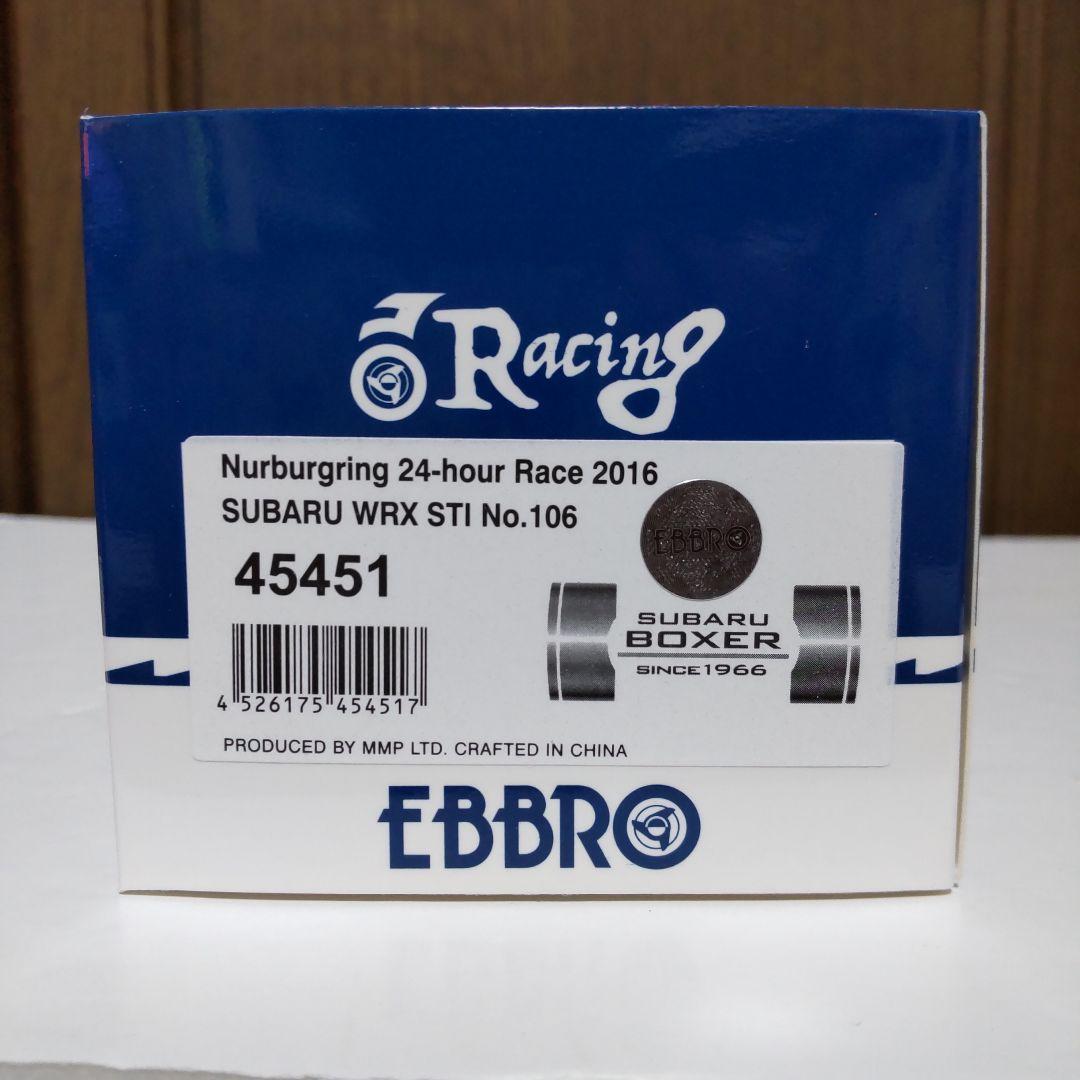 Racing
Nurburgring 24-hour Race 2016
SUBARU WRX STI No.106
EBBRO
45451
SUBARU
BOXER
SINCE1966
4 526175 454517
PRODUCED BY MMP LTD. CRAFTED IN CHINA
EBBRO